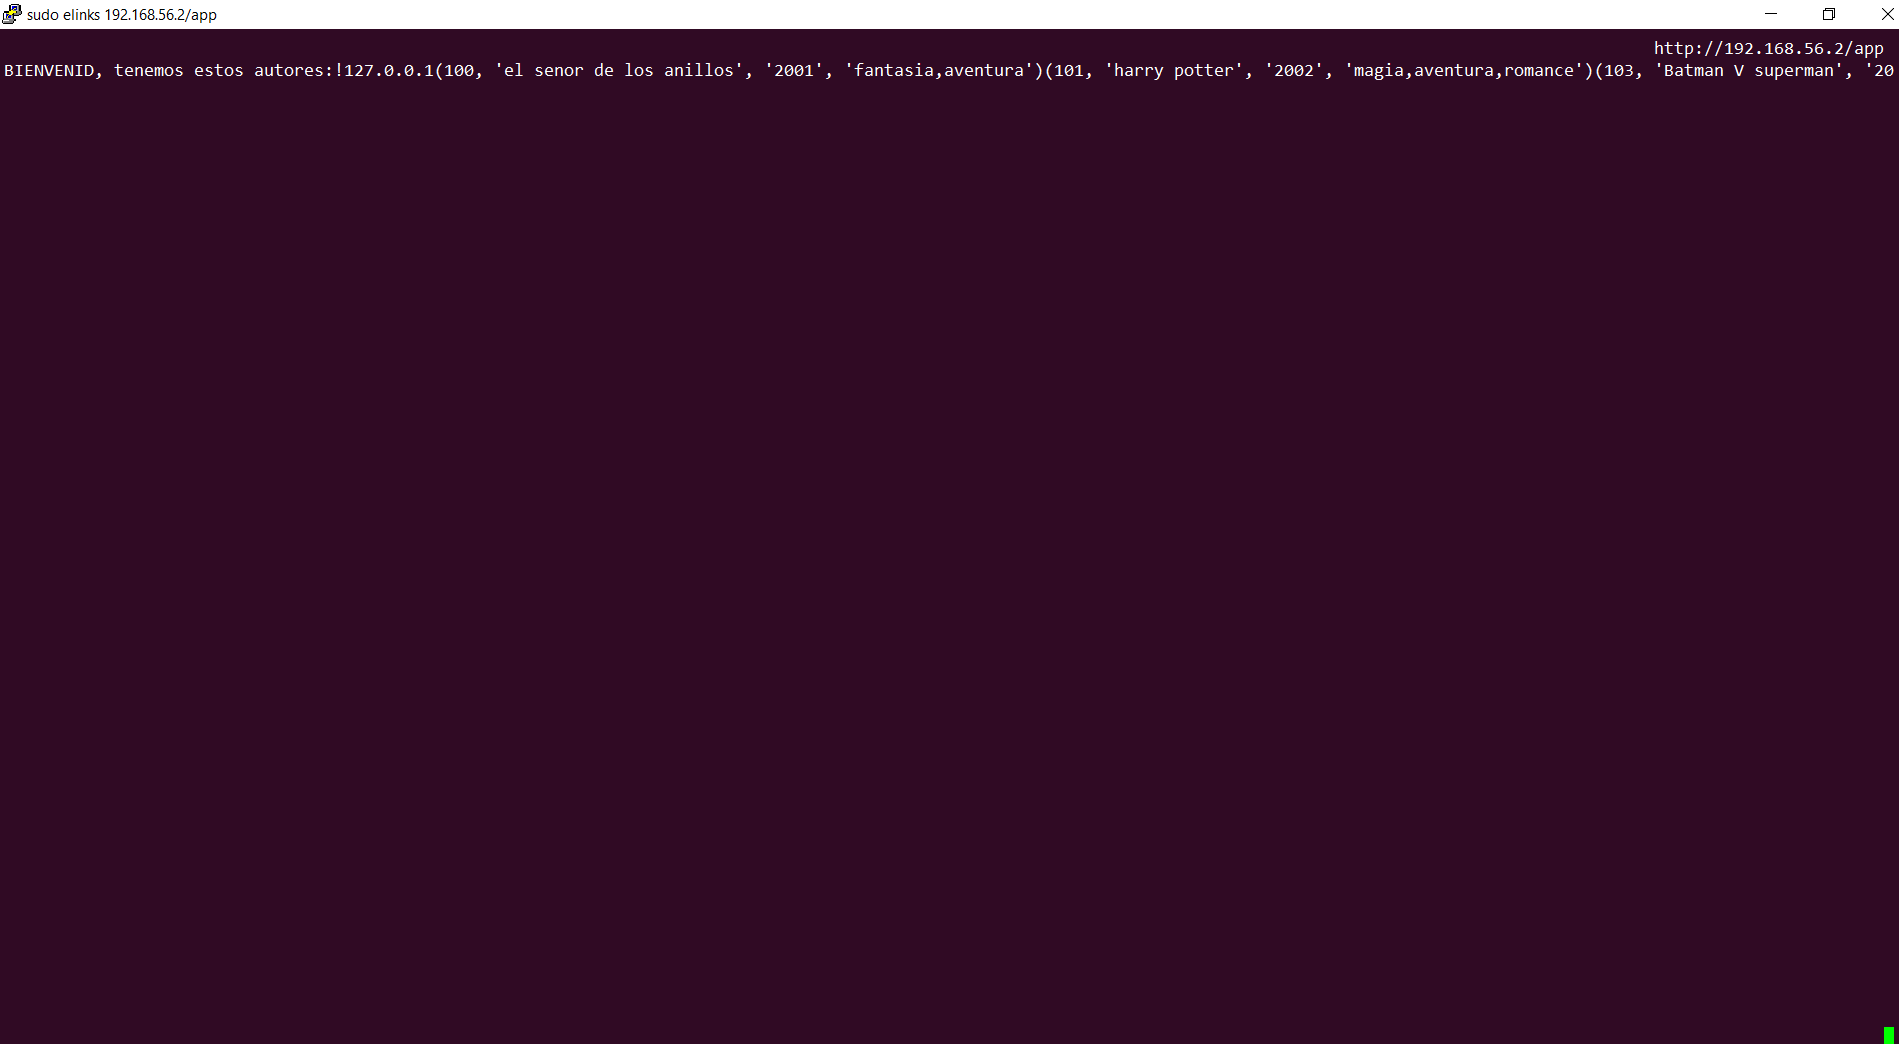 sudo elinks 192.168.56.2/app
http://192.168.56.2/app
BIENVENID, tenemos estos autores:!127.0.0.1(100, 'el senor de los anillos', '2001', 'fantasia,aventura')(101, 'harry potter', '2002', 'magia,aventura,romance')(103, 'Batman V superman', '20